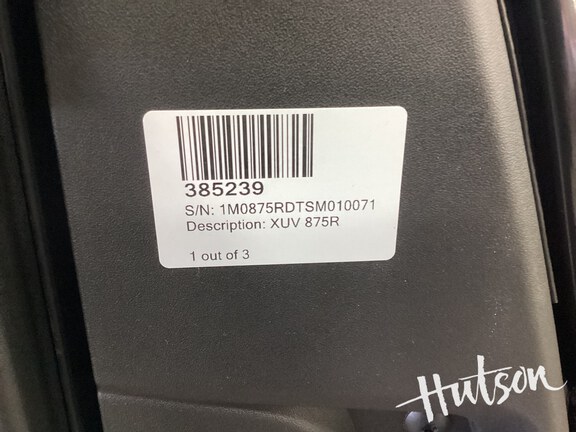 385239
S/N: 1M0875RDTSM010071
Description: XUV 875R
1 out of 3
Hutson